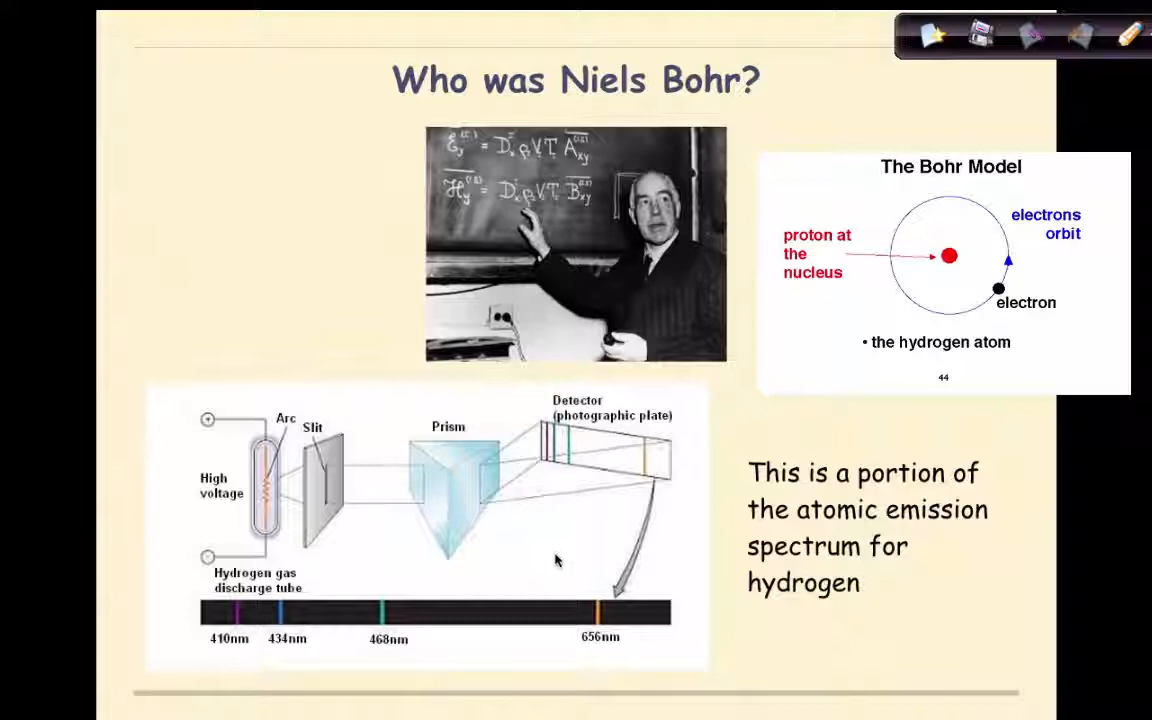 Who was Niels Bohr?
The Bohr Model
electrons
orbit
proton at
the
nucleus
electron
• the hydrogen atom
44
Detector
(photographic plate)
Arc
Slit
Prism
High
voltage
Hydrogen gas
discharge tube
410nm 434nm 468nm 656nm
This is a portion of
the atomic emission
spectrum for
hydrogen